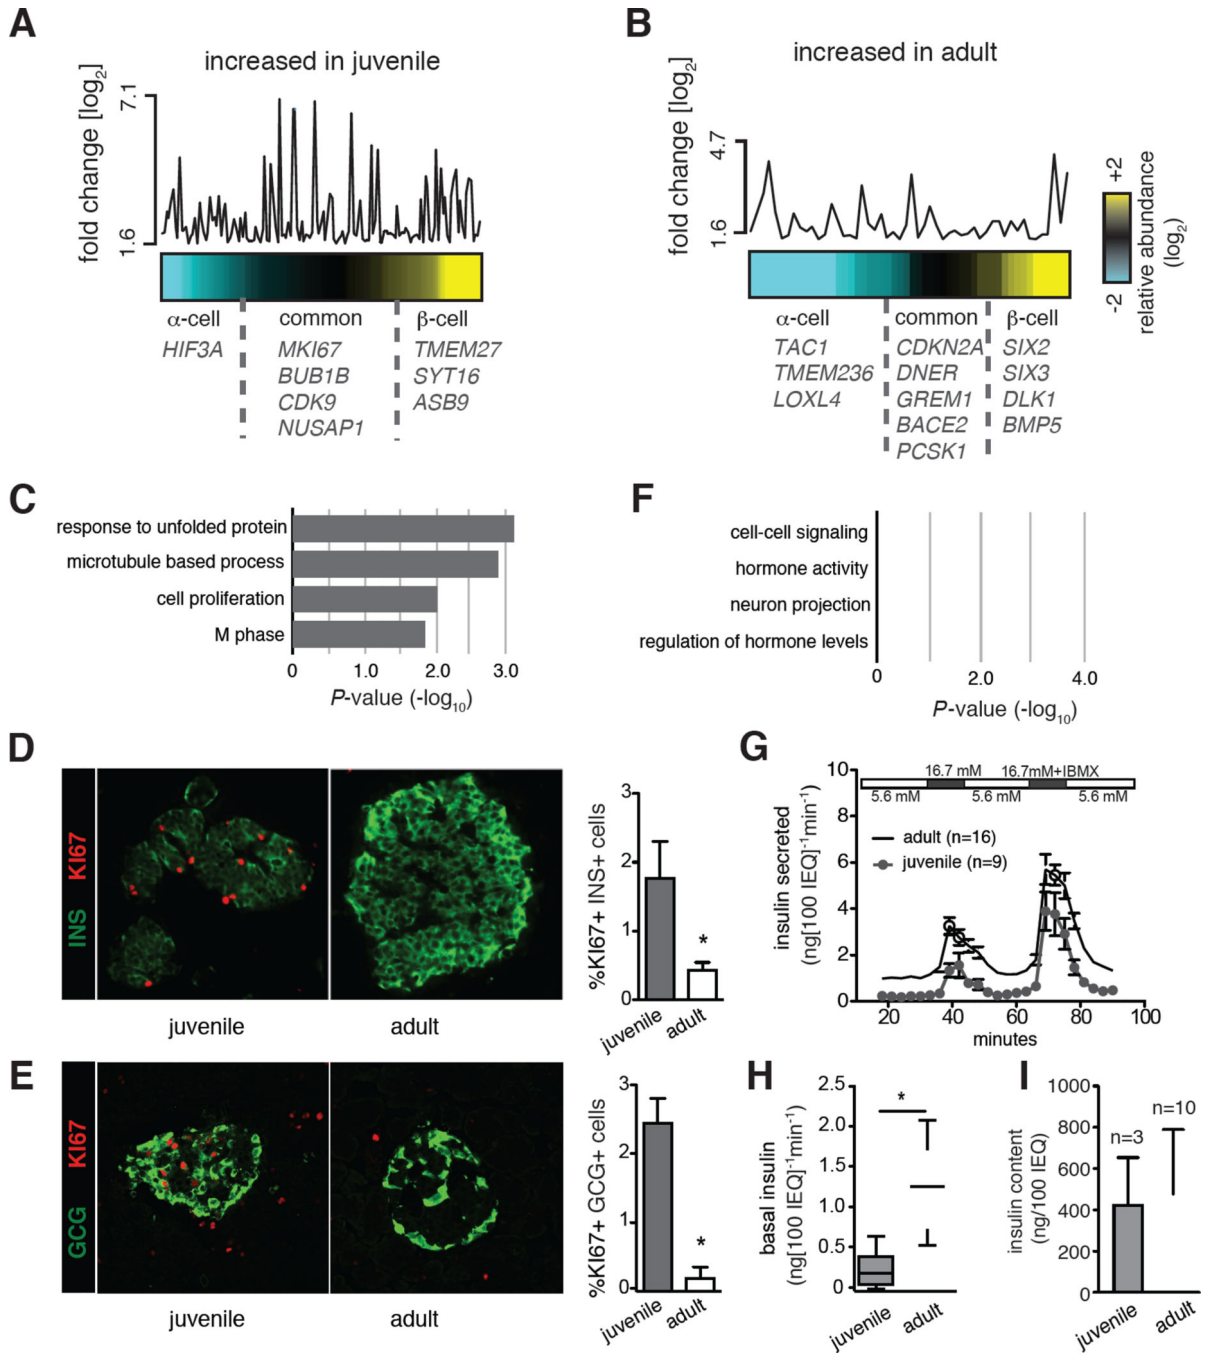 A
increased in juvenile
fold change [log2]
7.1
1.6
α-cell
common
β-cell
HIF3A
MKI67
BUB1B
CDK9
NUSAP1
TMEM27
SYT16
ASB9
B
increased in adult
fold change [log2]
4.7
1.6
α-cell
common
β-cell
TAC1
TMEM236
LOXL4
CDKN2A
DNER
GREM1
BACE2
PCSK1
SIX2
SIX3
DLK1
BMP5
+2
-2
relative abundance
(log2)
C
response to unfolded protein
microtubule based process
cell proliferation
M phase
0 1.0 2.0 3.0
P-value (-log10)
F
cell-cell signaling
hormone activity
neuron projection
regulation of hormone levels
0 2.0 4.0
P-value (-log10)
D
INS KI67
juvenile adult
%KI67+ INS+ cells
3
2
1
0
*
juvenile
adult
G
insulin secreted
(ng[100 IEQ]-1min-1)
10
8
6
4
2
0
16.7 mM 16.7mM+IBMX
5.6 mM 5.6 mM 5.6 mM
adult (n=16)
juvenile (n=9)
20 40 60 80 100
minutes
E
GCG KI67
juvenile adult
%KI67+ GCG+ cells
3
2
1
0
*
juvenile
adult
H
basal insulin
(ng[100 IEQ]-1min-1)
2.5
2.0
1.5
1.0
0.5
0
*
juvenile
adult
I
insulin content
(ng/100 IEQ)
1000
800
600
400
200
0
n=3
n=10
juvenile
adult